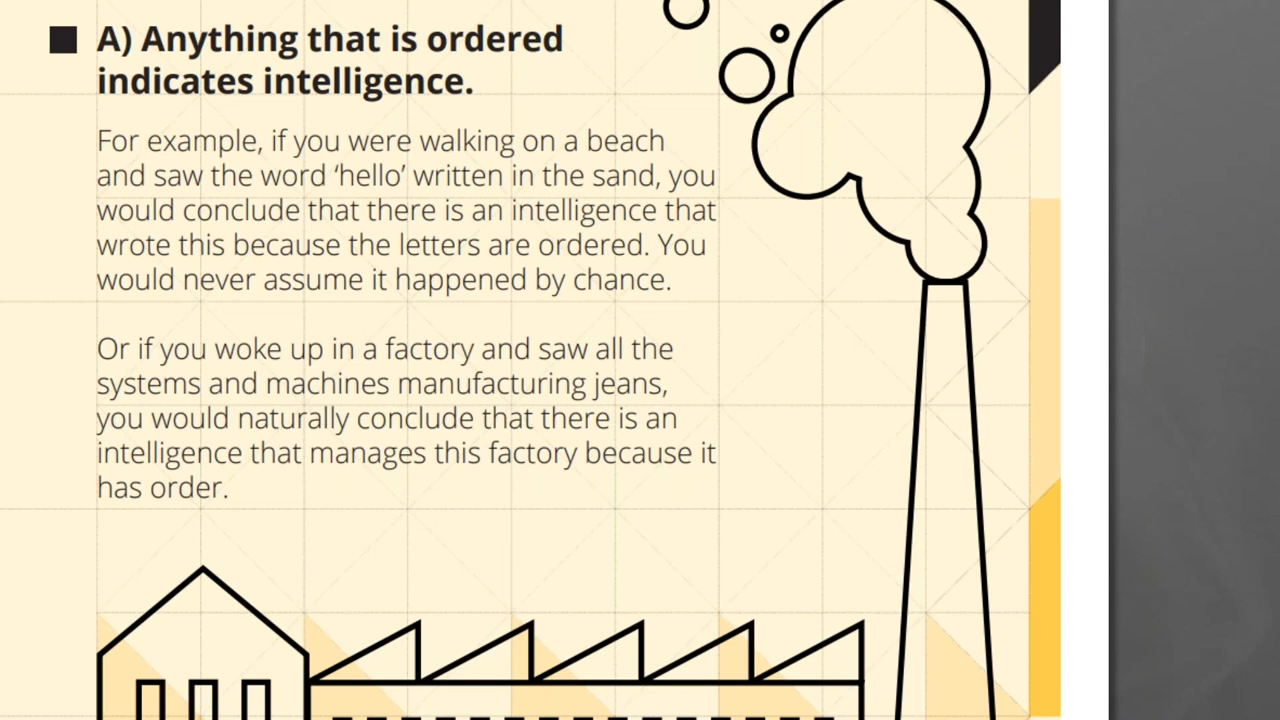 A) Anything that is ordered
indicates intelligence.
For example, if you were walking on a beach
and saw the word ‘hello’ written in the sand, you
would conclude that there is an intelligence that
wrote this because the letters are ordered. You
would never assume it happened by chance.
Or if you woke up in a factory and saw all the
systems and machines manufacturing jeans,
you would naturally conclude that there is an
intelligence that manages this factory because it
has order.